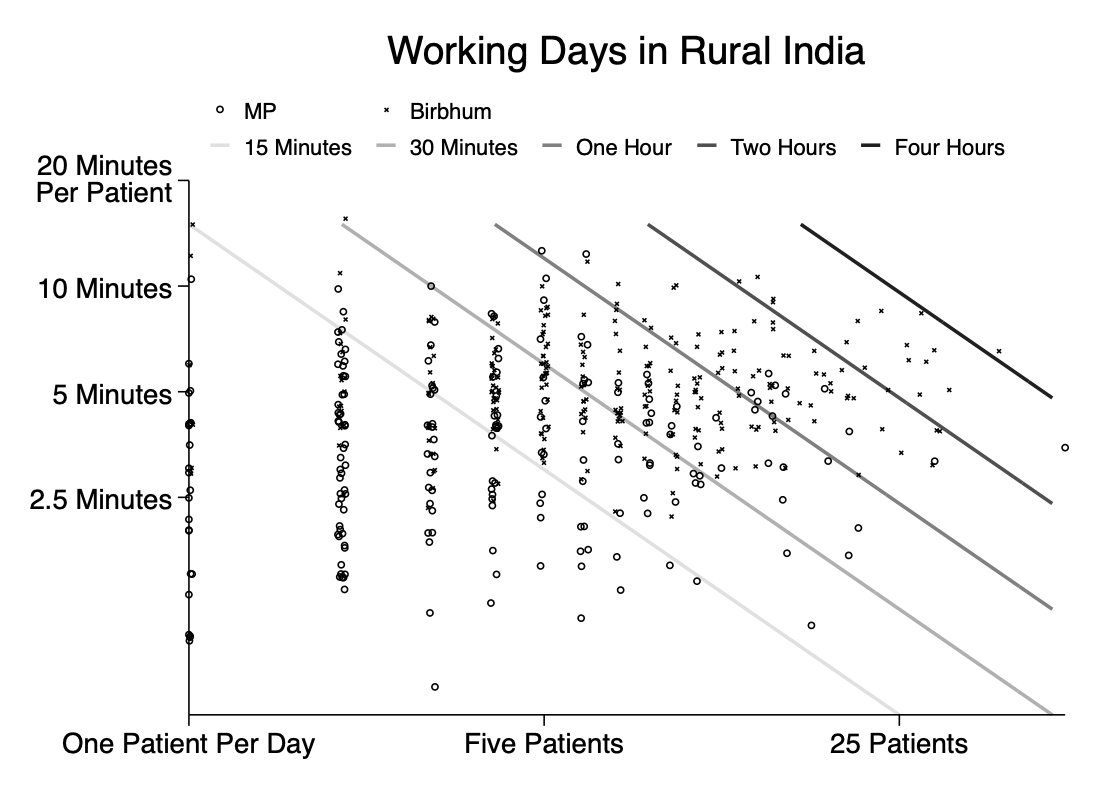 Working Days in Rural India
MP
Birbhum
15 Minutes
30 Minutes
One Hour
Two Hours
Four Hours
20 Minutes
Per Patient
10 Minutes
5 Minutes
2.5 Minutes
One Patient Per Day
Five Patients
25 Patients